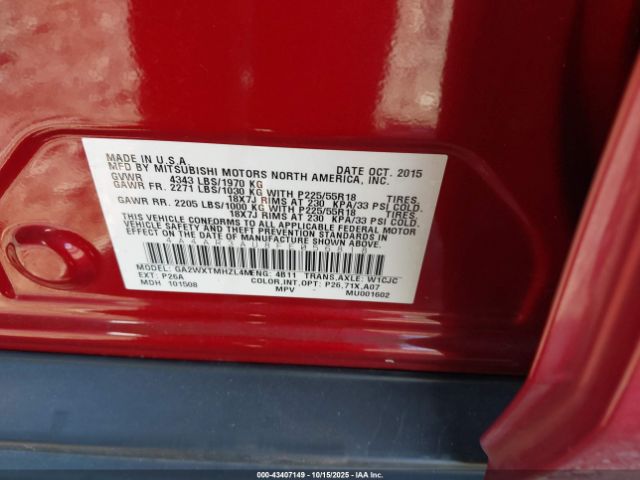 MADE IN U.S.A. DATE OCT. 2015
MFD BY MITSUBISHI MOTORS NORTH AMERICA, INC.
GVWR 4343 LBS/1970 KG
GAWR FR. 2271 LBS/1030 KG WITH P225/55R18 TIRES,
18X7J RIMS AT 230 KPA/33 PSI COLD.
GAWR RR. 2205 LBS/1000 KG WITH P225/55R18 TIRES,
18X7J RIMS AT 230 KPA/33 PSI COLD.
THIS VEHICLE CONFORMS TO ALL APPLICABLE FEDERAL MOTOR
VEHICLE SAFETY AND THEFT PREVENTION STANDARDS IN
EFFECT ON THE DATE OF MANUFACTURE SHOWN ABOVE.
MODEL: GA2WXTMHZL4M ENG: 4B11 TRANS,AXLE: W1CJC
EXT: P26A COLOR,INT,OPT: P26,71X,A07
MDH 101508 MPV MU001602
00-43407149 | 10/15/2025 | IAA Inc.